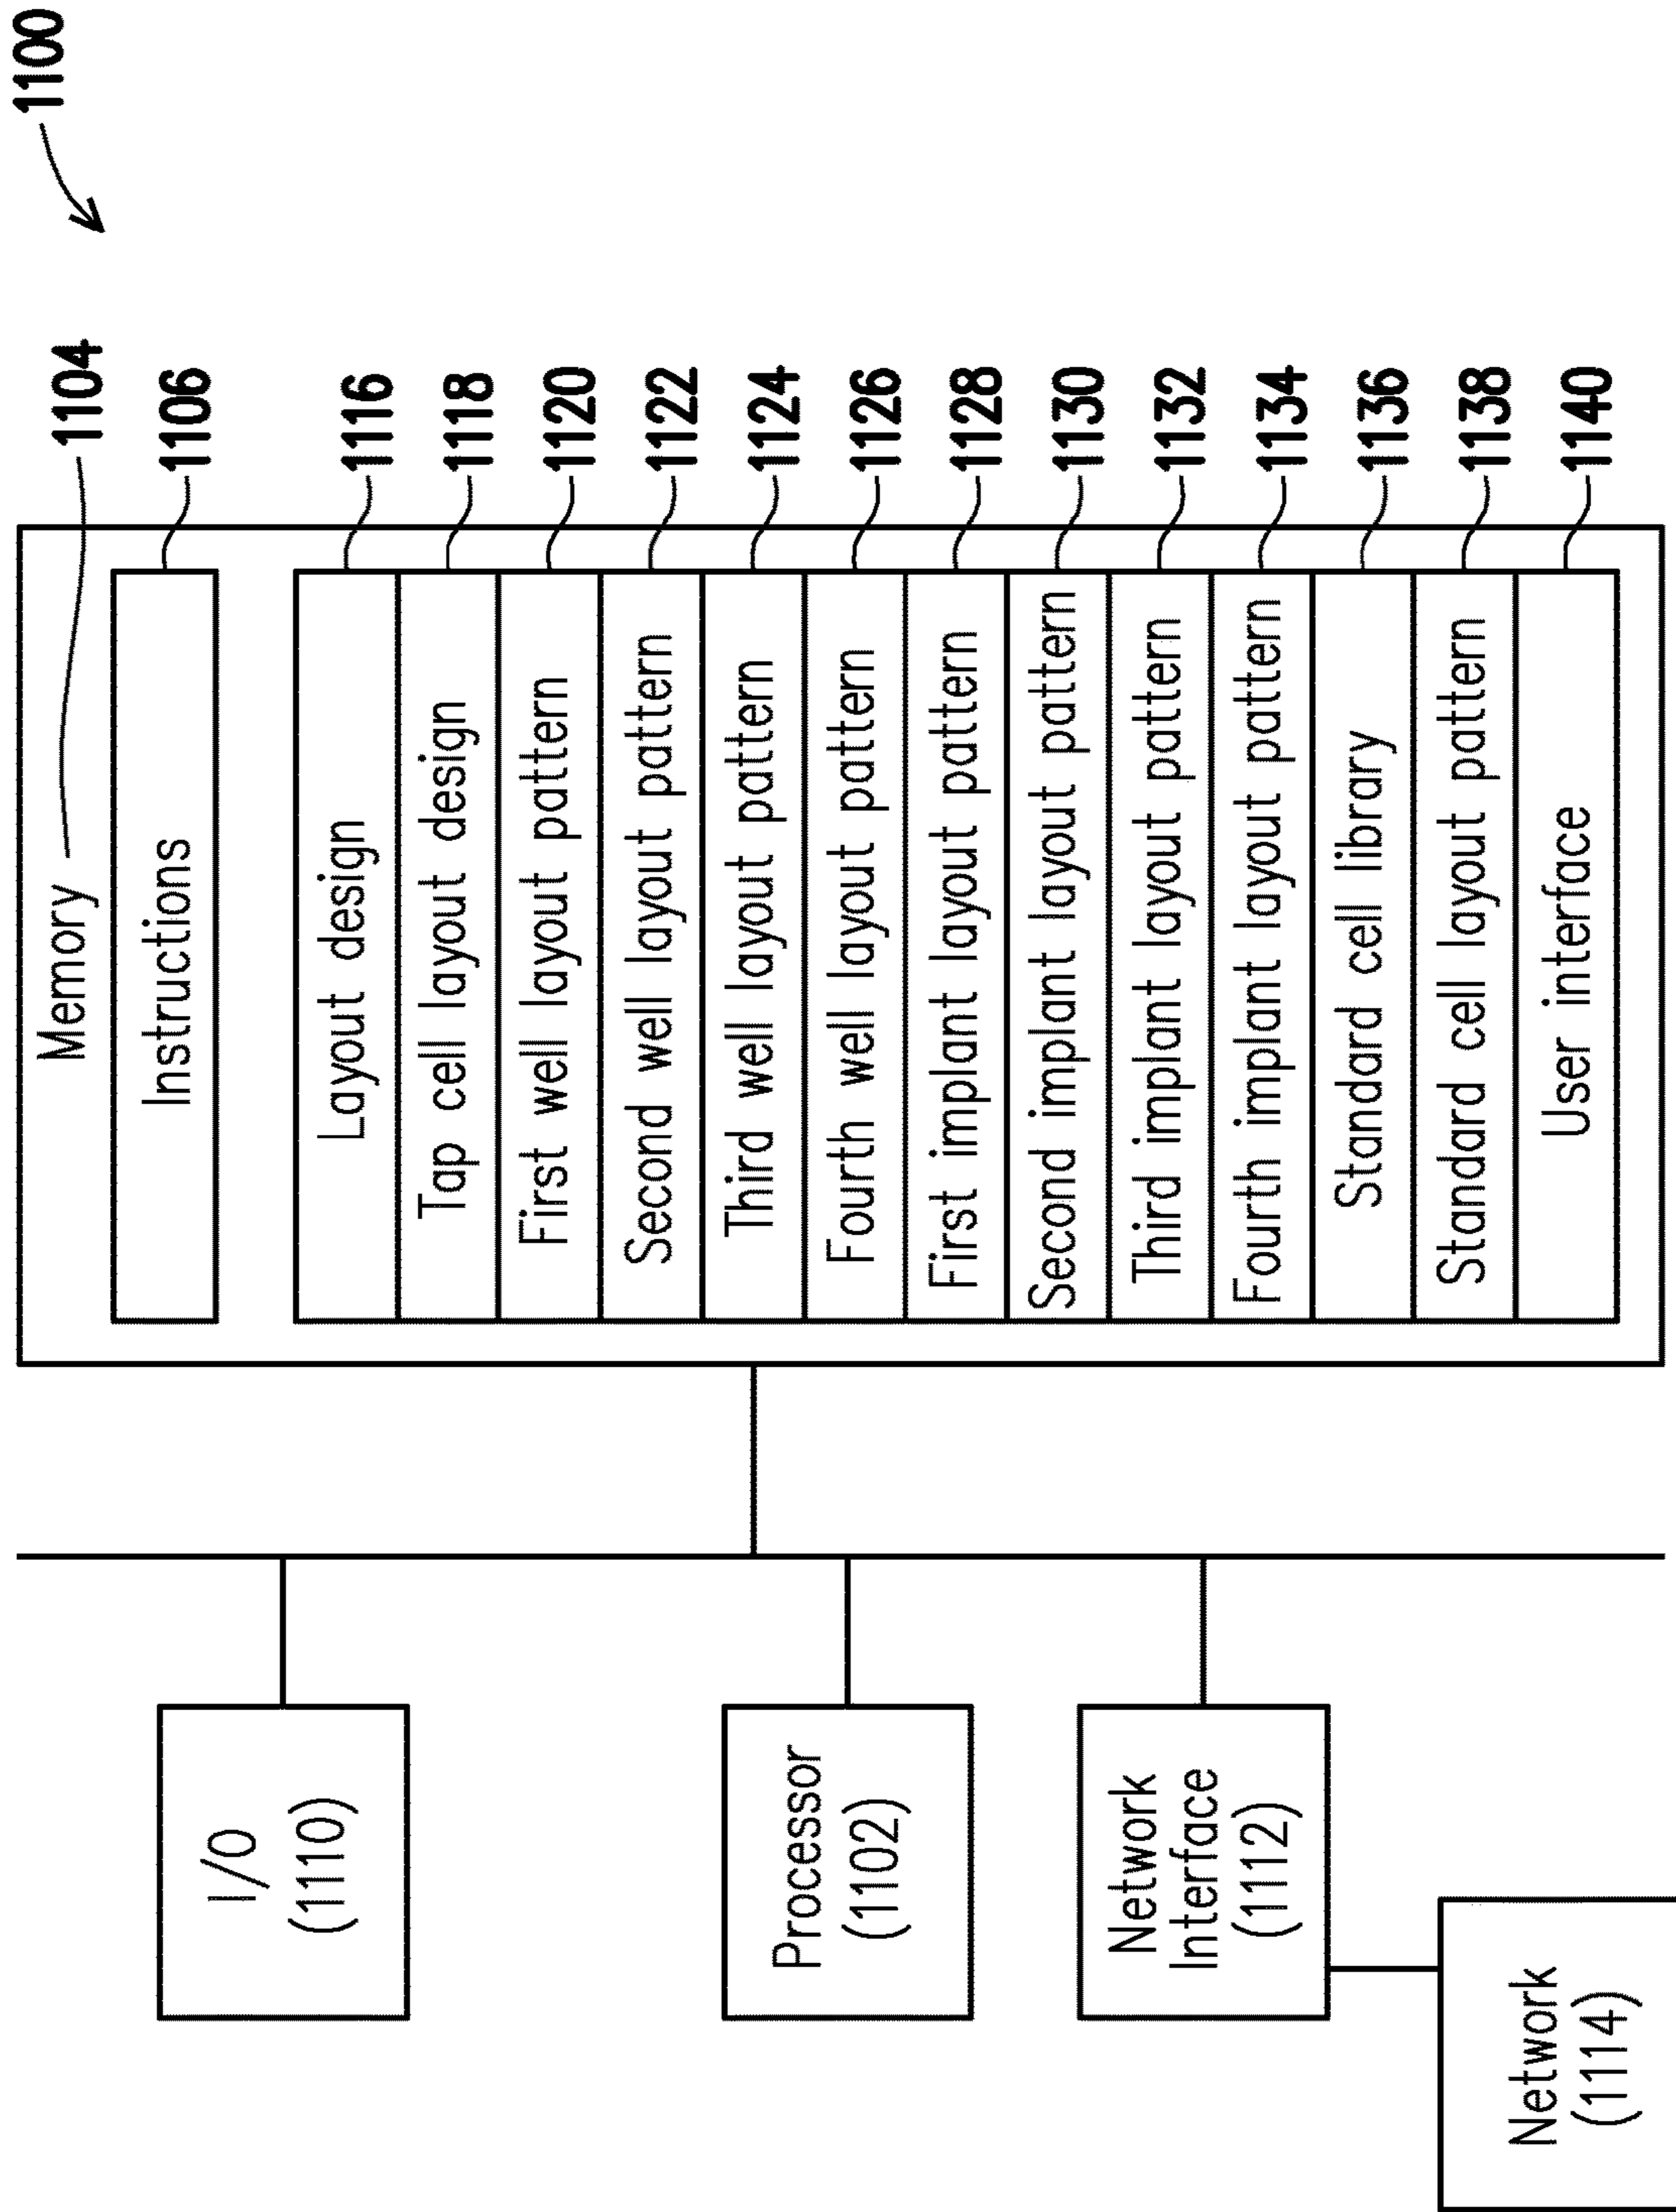 1100
Memory
1104
Instructions
1106
Layout design
1116
Tap cell layout design
1118
First well layout pattern
1120
Second well layout pattern
1122
Third well layout pattern
1124
Fourth well layout pattern
1126
First implant layout pattern
1128
Second implant layout pattern
1130
Third implant layout pattern
1132
Fourth implant layout pattern
1134
Standard cell library
1136
Standard cell layout pattern
1138
User interface
1140
I/O
(1110)
Processor
(1102)
Network
Interface
(1112)
Network
(1114)